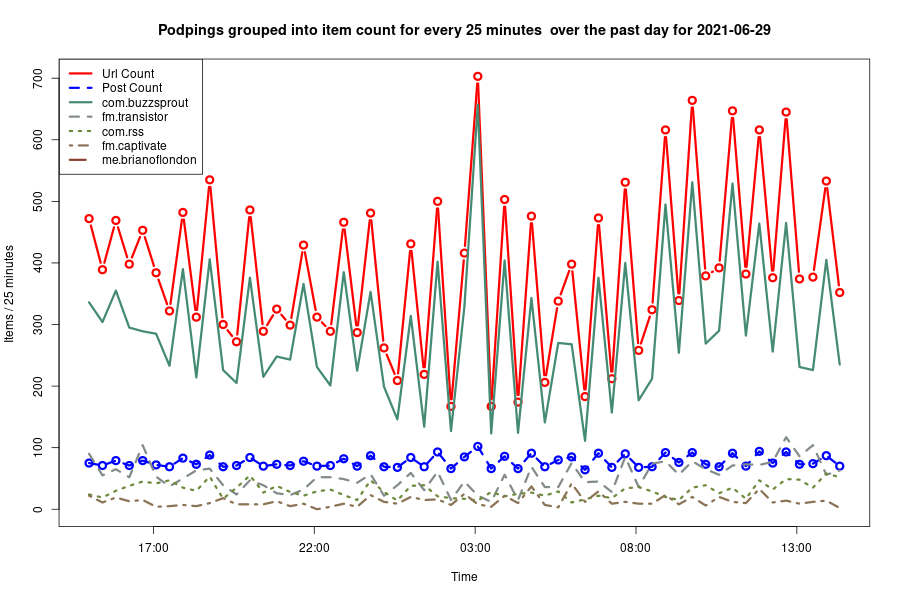 Podpings grouped into item count for every 25 minutes  over the past day for 2021-06-29
Url Count
Post Count
com.buzzsprout
fm.transistor
com.rss
fm.captivate
me.brianoflondon
700
600
500
400
300
200
100
0
Items / 25 minutes
17:00 22:00 03:00 08:00 13:00
Time